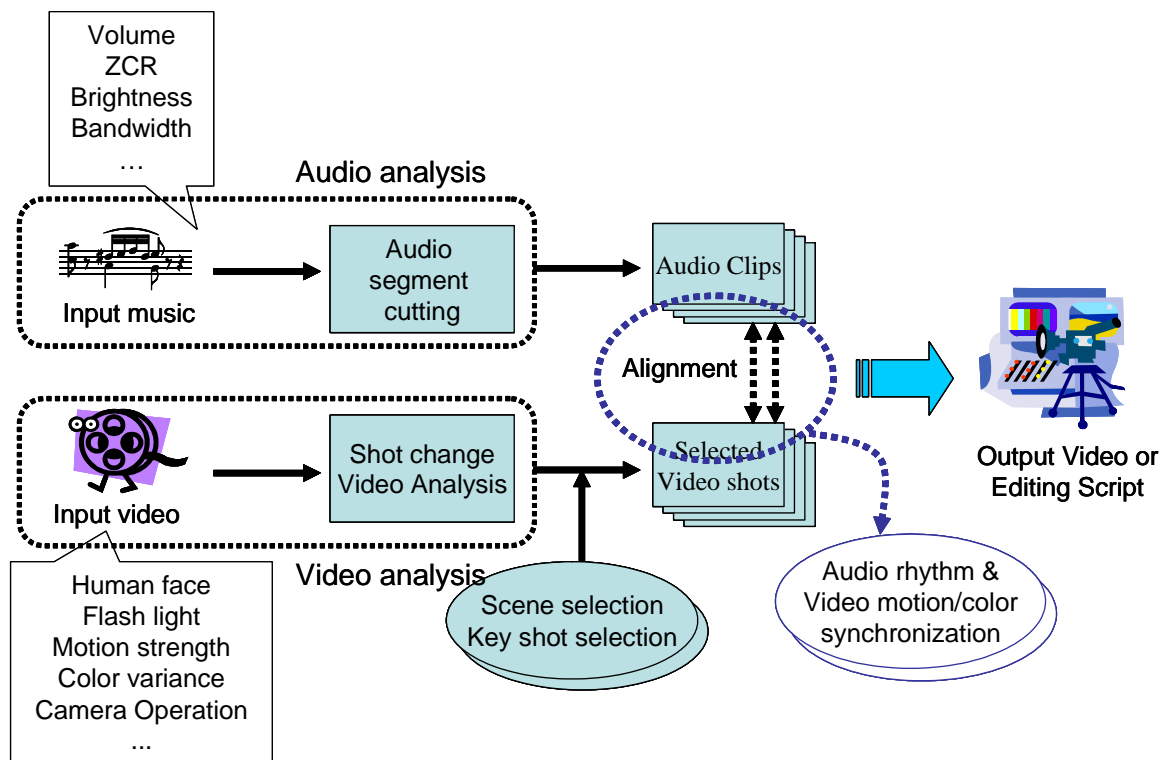 Volume
ZCR
Brightness
Bandwidth
…
Audio analysis
Input music
Audio
segment
cutting
Audio Clips
Alignment
Input video
Shot change
Video Analysis
Selected
Video shots
Output Video or
Editing Script
Video analysis
Human face
Flash light
Motion strength
Color variance
Camera Operation
...
Scene selection
Key shot selection
Audio rhythm &
Video motion/color
synchronization